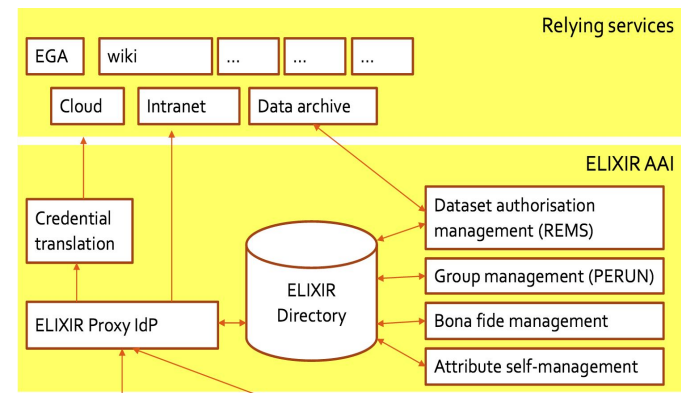 Relying services
EGA
wiki
...
...
...
Cloud
Intranet
Data archive
ELIXIR AAI
Credential
translation
Dataset authorisation
management (REMS)
ELIXIR
Directory
Group management (PERUN)
ELIXIR Proxy IdP
Bona fide management
Attribute self-management